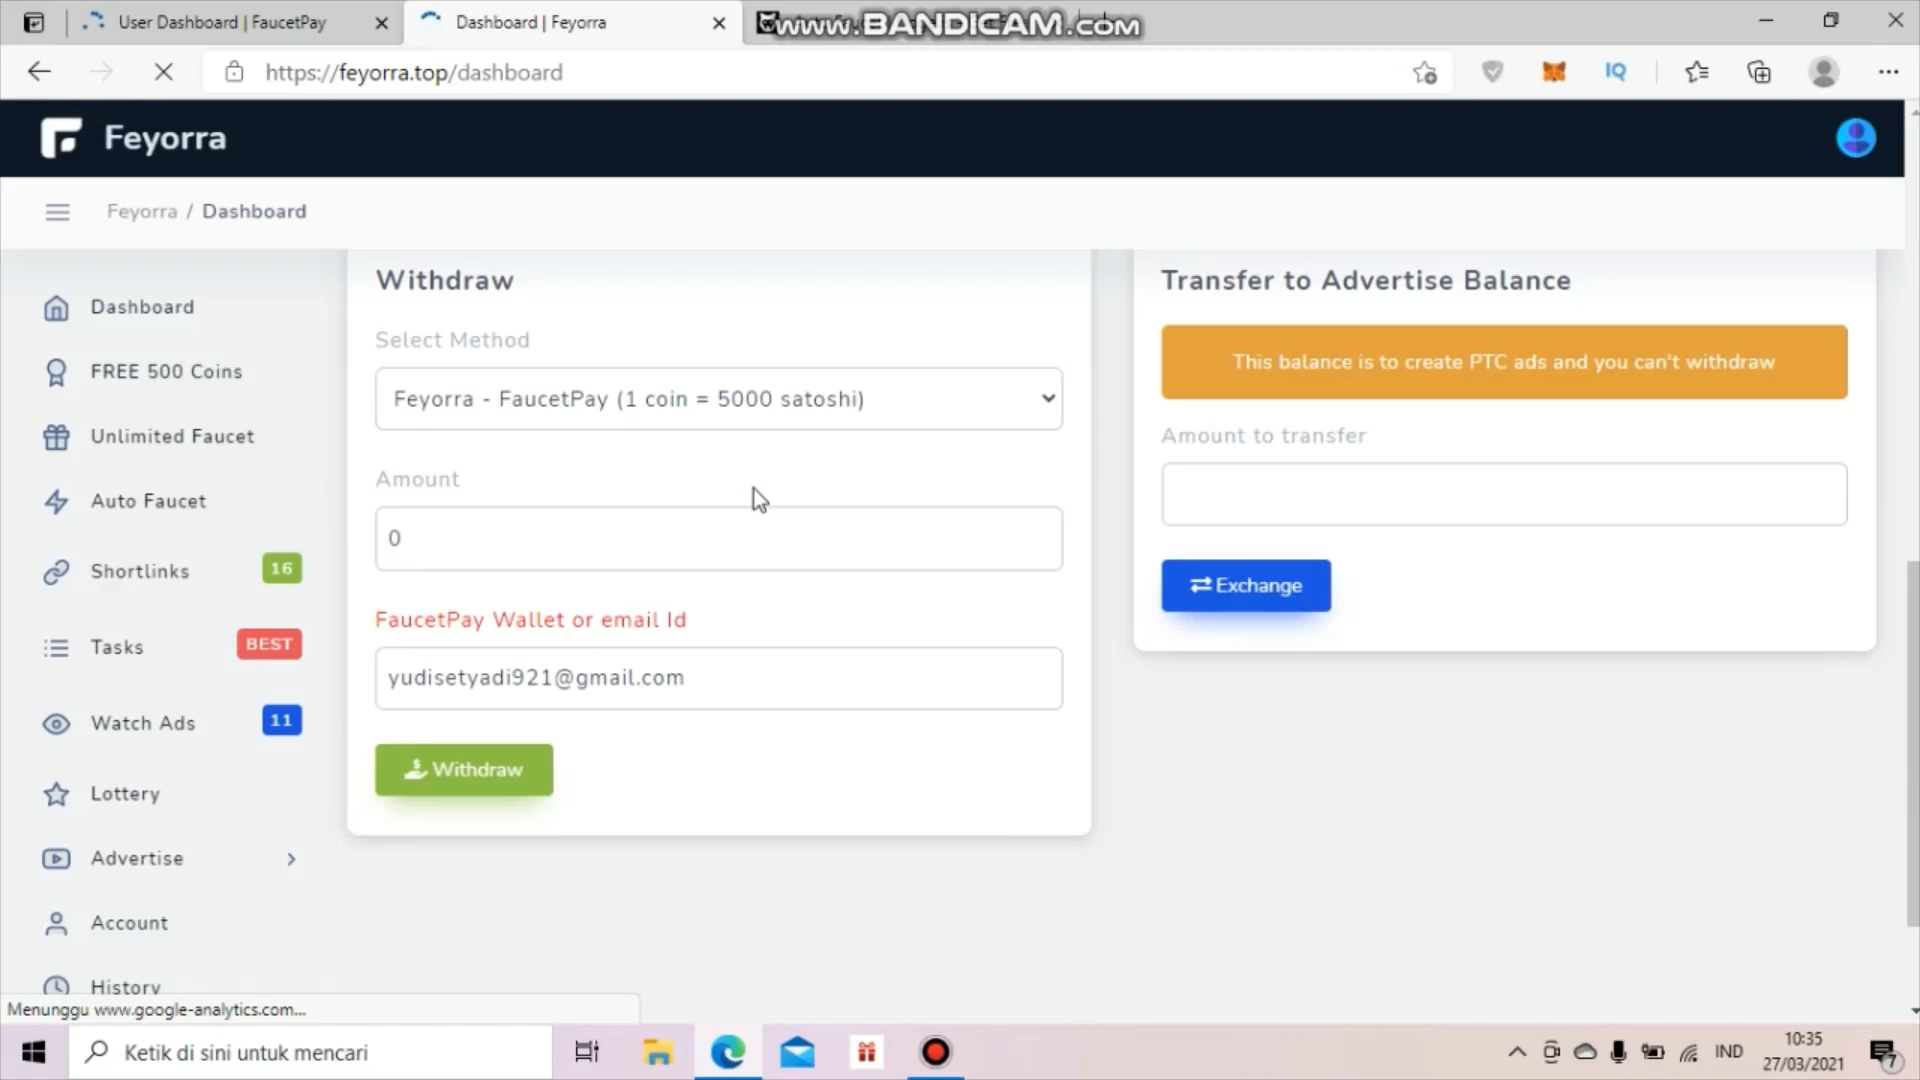 User Dashboard | FaucetPay
Dashboard | Feyorra
www.BANDICAM.com
https://feyorra.top/dashboard
IQ
Feyorra
Feyorra / Dashboard
Dashboard
FREE 500 Coins
Unlimited Faucet
Auto Faucet
Shortlinks 16
Tasks BEST
Watch Ads 11
Lottery
Advertise
Account
History
Withdraw
Select Method
Feyorra - FaucetPay (1 coin = 5000 satoshi)
Amount
0
FaucetPay Wallet or email Id
yudisetyadi921@gmail.com
Withdraw
Transfer to Advertise Balance
This balance is to create PTC ads and you can't withdraw
Amount to transfer
Exchange
Menunggu www.google-analytics.com...
Ketik di sini untuk mencari
IND
10:35
27/03/2021
7